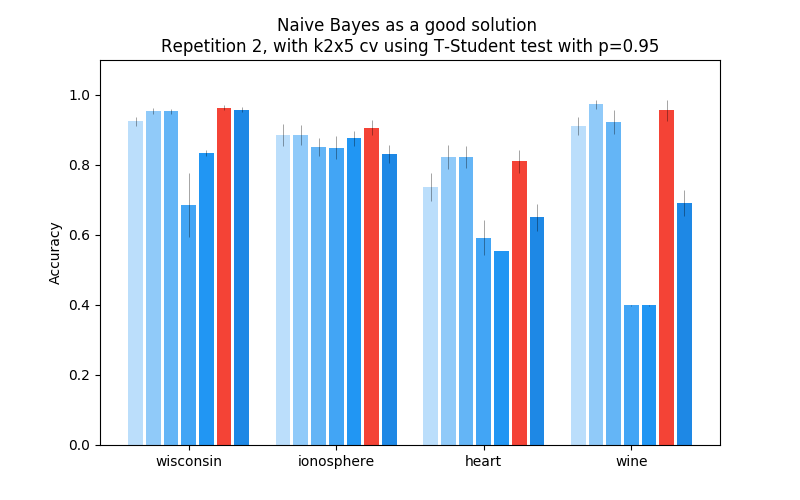 Naive Bayes as a good solution
Repetition 2, with k2x5 cv using T-Student test with p=0.95
1.0
0.8
0.6
0.4
0.2
0.0
Accuracy
wisconsin
ionosphere
heart
wine